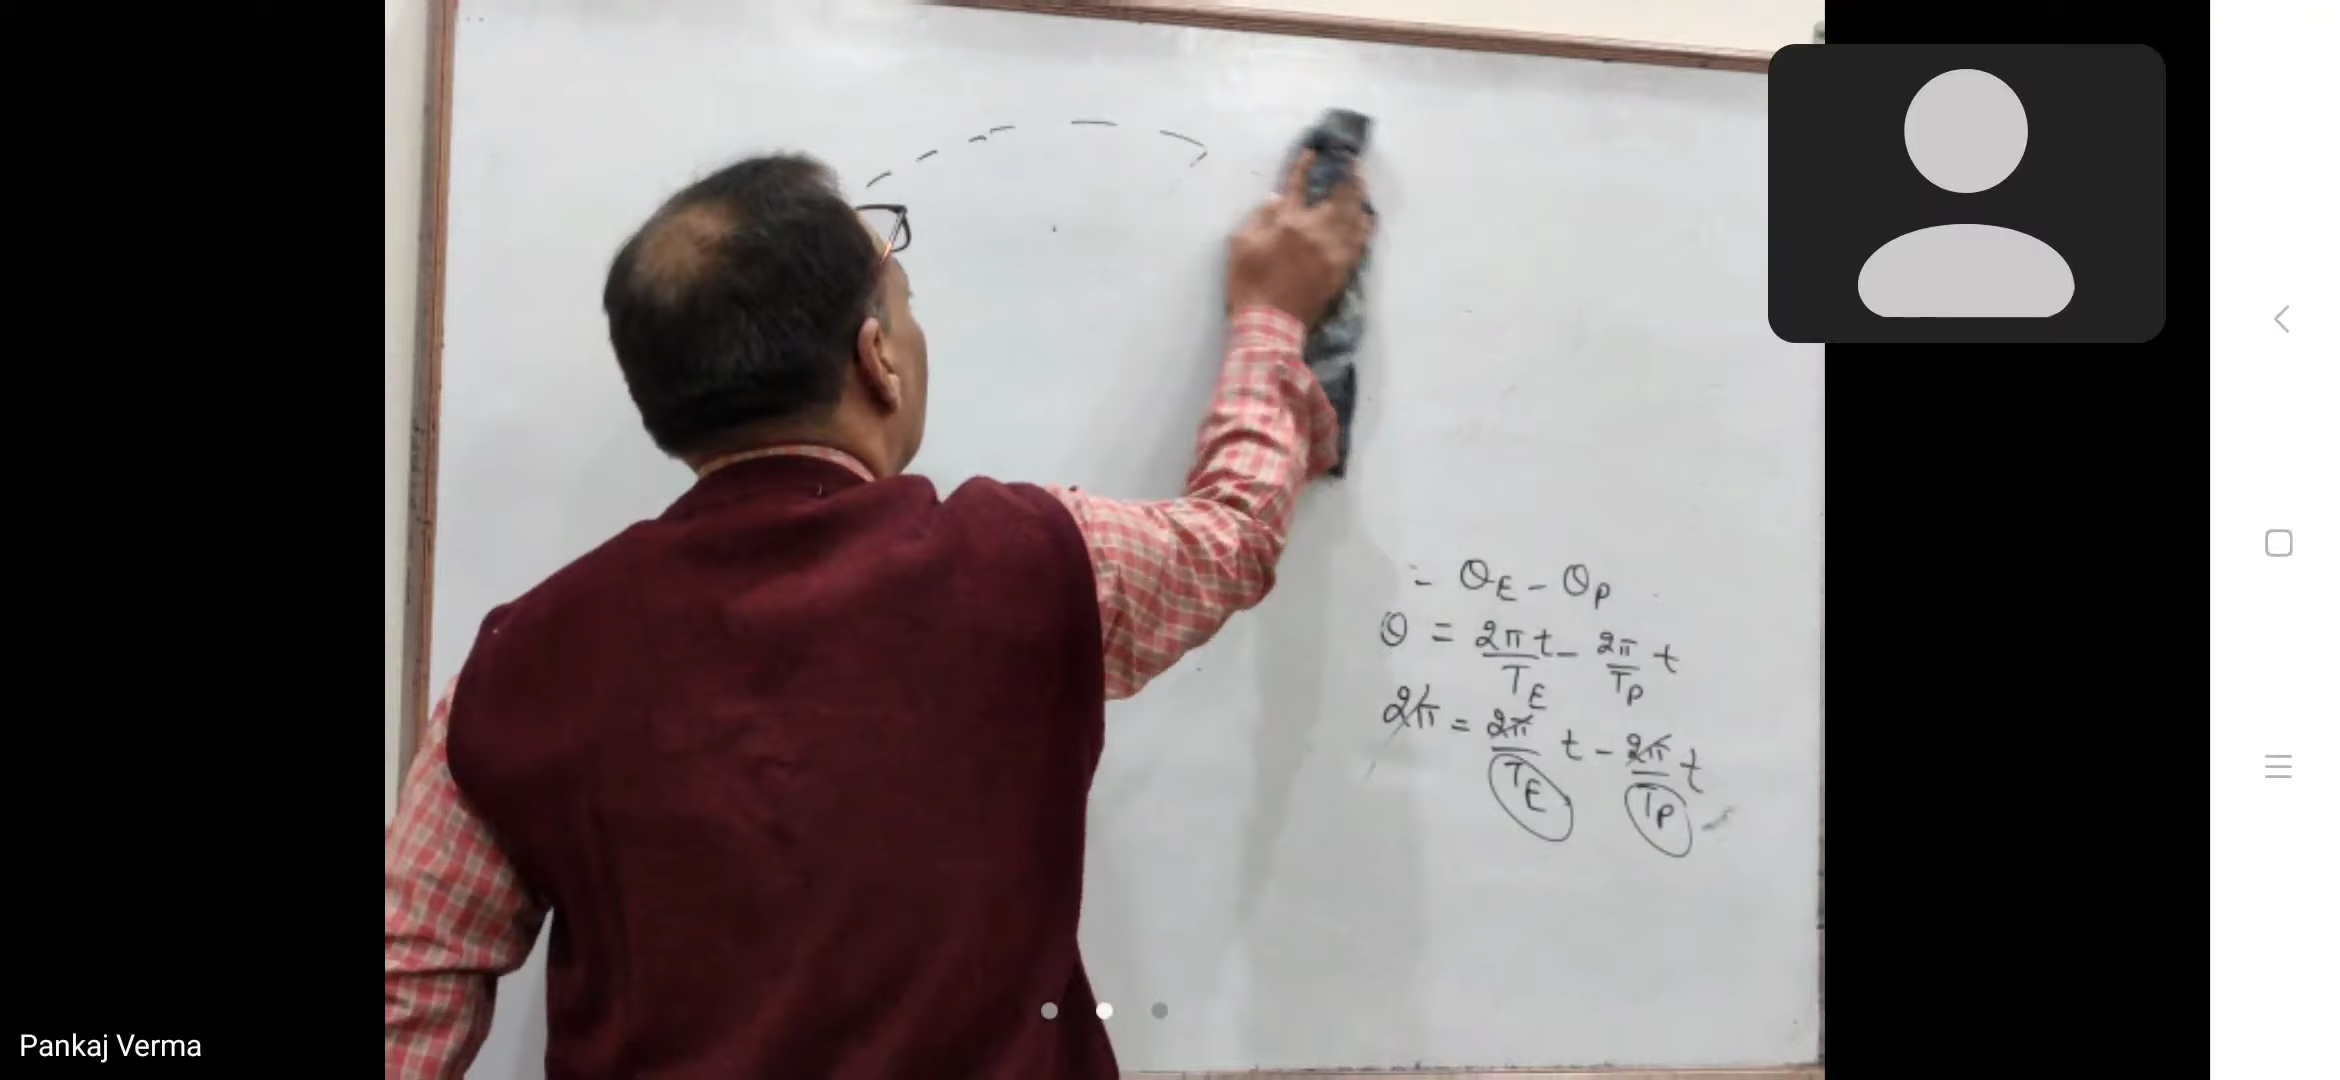 = θE - θP
θ = 2π/TE t - 2π/TP t
2π = 2π/TE t - 2π/TP t
Pankaj Verma